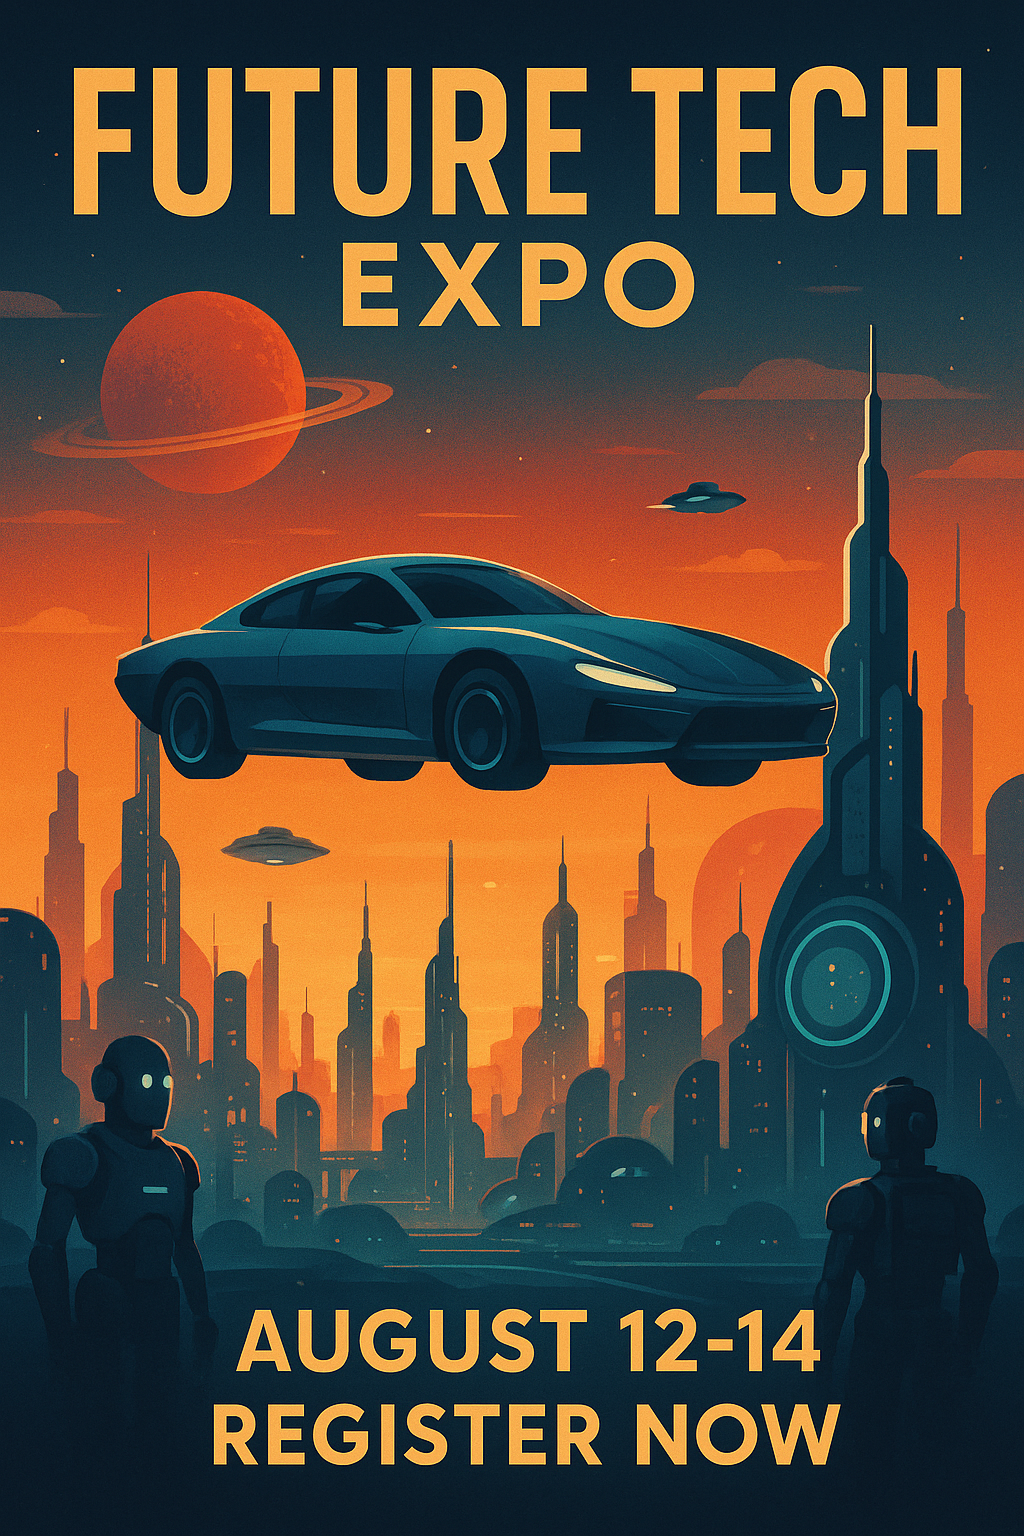 FUTURE TECH
EXPO
AUGUST 12-14
REGISTER NOW